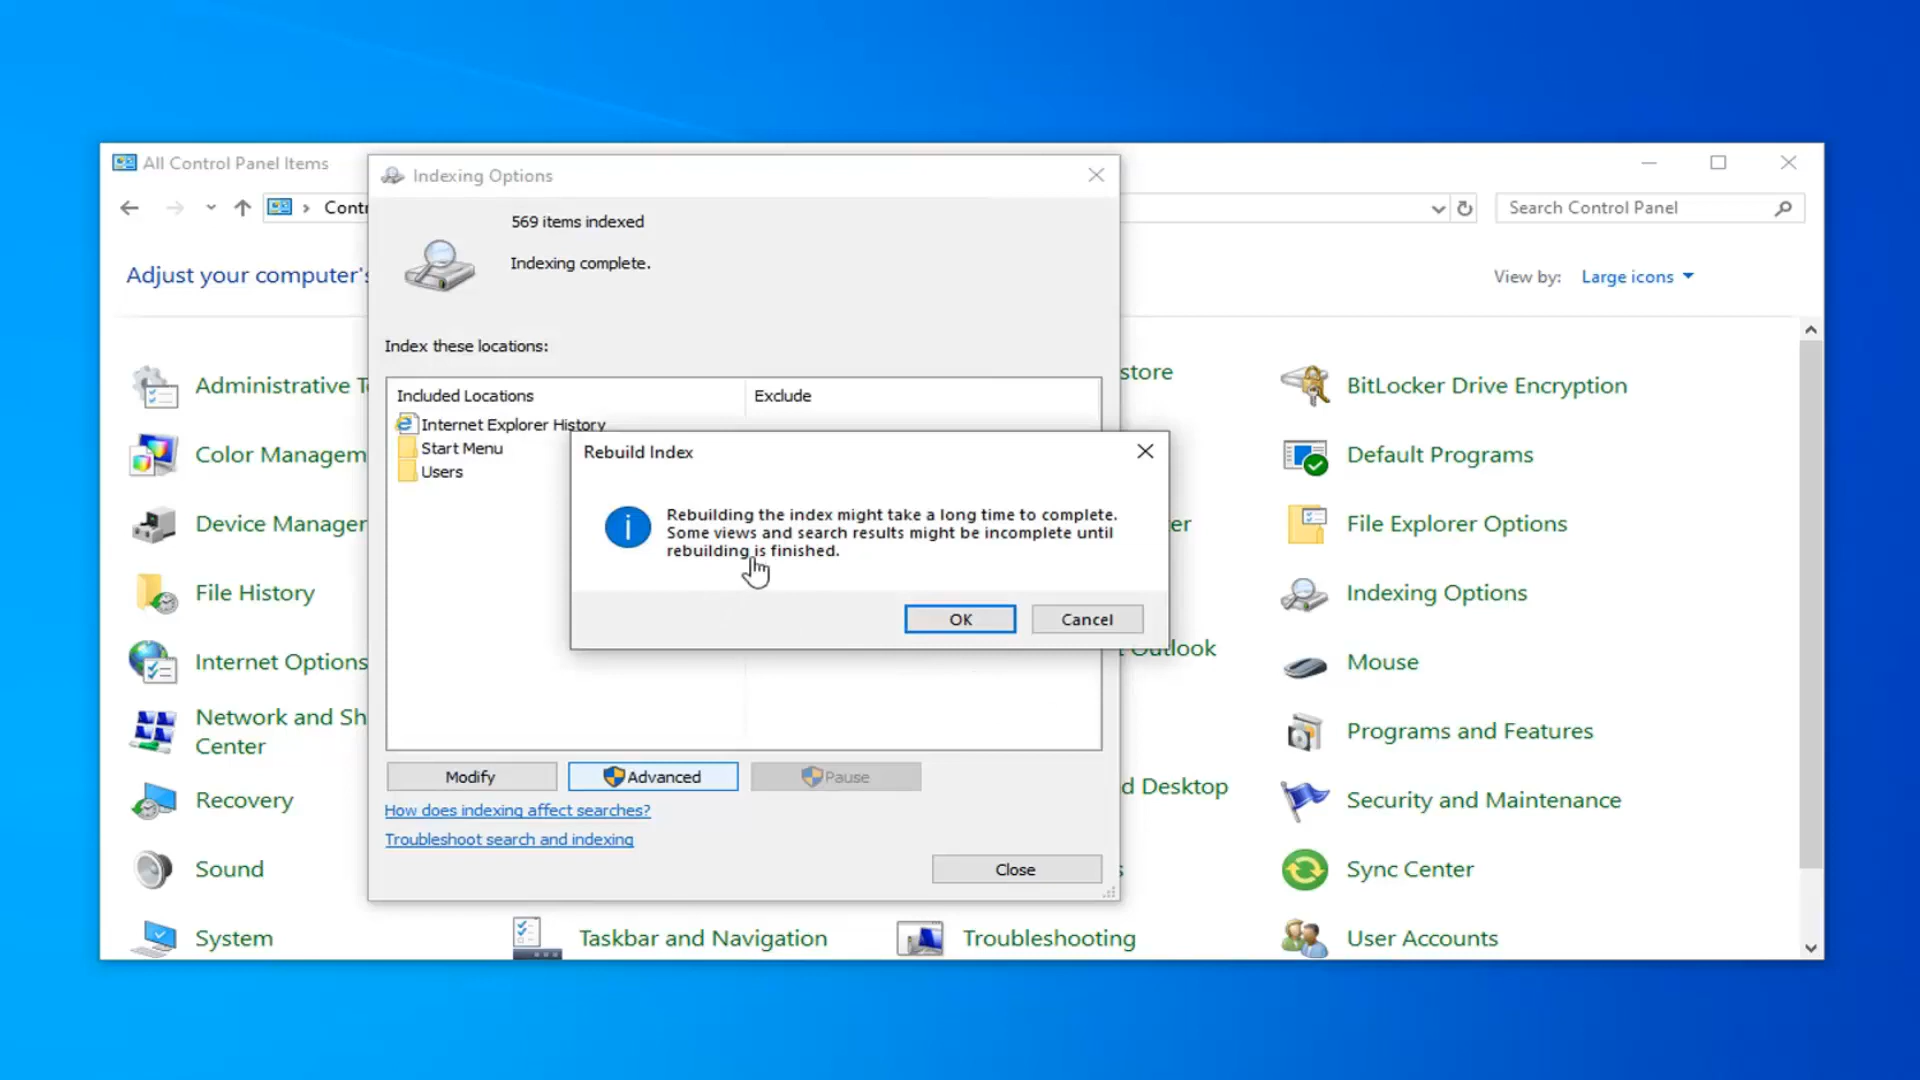 All Control Panel Items
Indexing Options
Contr
Search Control Panel
569 items indexed
Indexing complete.
Adjust your computer's
View by: Large icons
Index these locations:
Included Locations
Exclude
Internet Explorer History
Start Menu
Users
Rebuild Index
Rebuilding the index might take a long time to complete.
Some views and search results might be incomplete until
rebuilding is finished.
OK
Cancel
Modify
Advanced
Pause
How does indexing affect searches?
Troubleshoot search and indexing
Close
Administrative T
store
BitLocker Drive Encryption
Color Managem
Default Programs
Device Manager
er
File Explorer Options
File History
Indexing Options
Internet Options
Outlook
Mouse
Network and Sh
Center
Programs and Features
Recovery
d Desktop
Security and Maintenance
Sound
Sync Center
System
Taskbar and Navigation
Troubleshooting
User Accounts